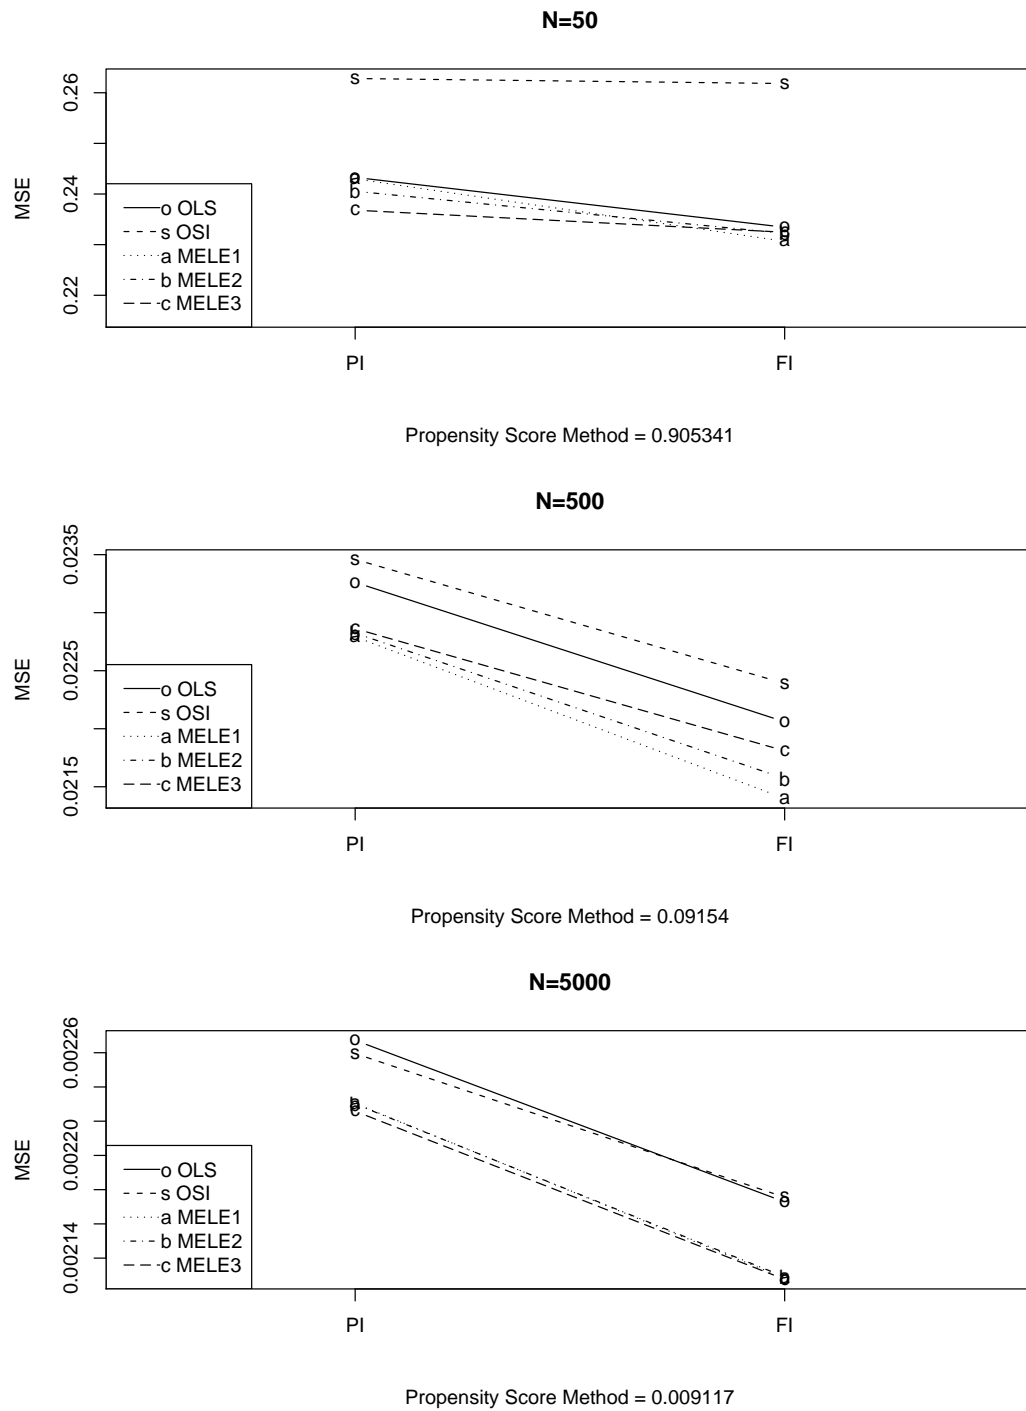 N=50
MSE
0.26
0.24
0.22
s
s
o
a
b
c
o
c
b
a
o OLS
s OSI
a MELE1
b MELE2
c MELE3
PI
FI
Propensity Score Method = 0.905341
N=500
MSE
0.0235
0.0225
0.0215
s
o
c
b
a
s
o
c
b
a
o OLS
s OSI
a MELE1
b MELE2
c MELE3
PI
FI
Propensity Score Method = 0.09154
N=5000
MSE
0.00226
0.00220
0.00214
o
s
b
a
c
s
o
b
a
c
o OLS
s OSI
a MELE1
b MELE2
c MELE3
PI
FI
Propensity Score Method = 0.009117